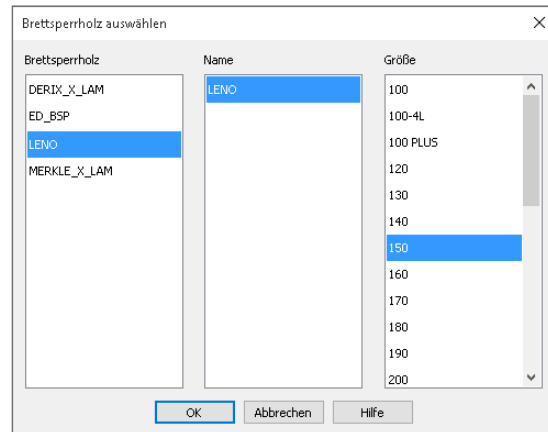 Brettsperrholz auswählen
Brettsperrholz
DERIX_X_LAM
ED_BSP
LENO
MERKLE_X_LAM
Name
LENO
Größe
100
100-4L
100 PLUS
120
130
140
150
160
170
180
190
200
OK
Abbrechen
Hilfe